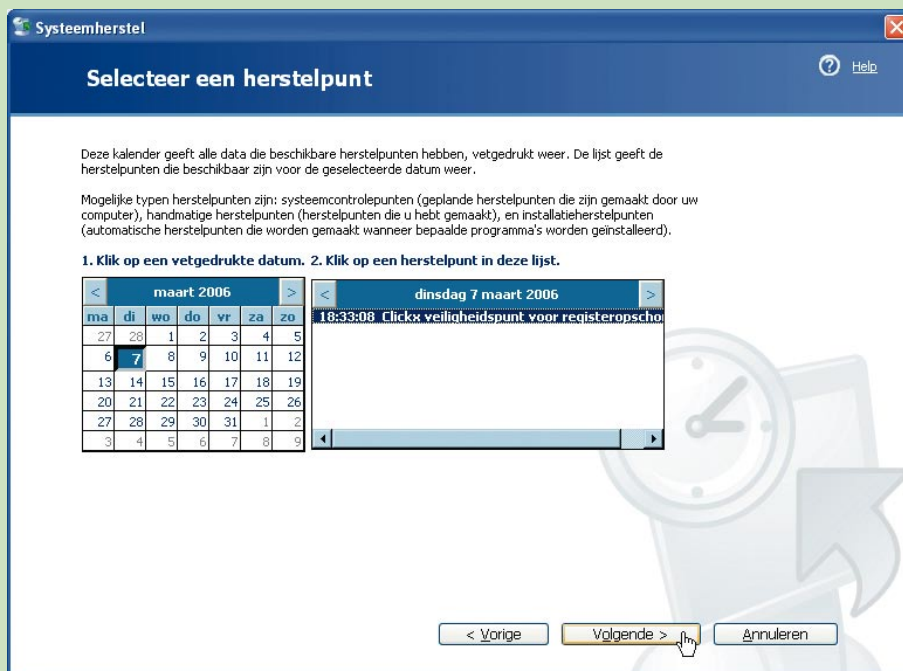 Systeemherstel
Selecteer een herstelpunt
Help
Deze kalender geeft alle data die beschikbare herstelpunten hebben, vetgedrukt weer. De lijst geeft de
herstelpunten die beschikbaar zijn voor de geselecteerde datum weer.
Mogelijke typen herstelpunten zijn: systeemcontrolepunten (geplande herstelpunten die zijn gemaakt door uw
computer), handmatige herstelpunten (herstelpunten die u hebt gemaakt), en installatieherstelpunten
(automatische herstelpunten die worden gemaakt wanneer bepaalde programma's worden geïnstalleerd).
1. Klik op een vetgedrukte datum. 2. Klik op een herstelpunt in deze lijst.
< maart 2006 >
ma di wo do vr za zo
27 28 1 2 3 4 5
6 7 8 9 10 11 12
13 14 15 16 17 18 19
20 21 22 23 24 25 26
27 28 29 30 31 1 2
3 4 5 6 7 8 9
< dinsdag 7 maart 2006 >
18:33:08 Clickx veiligheidspunt voor registeropscho
< Vorige
Volgende >
Annuleren